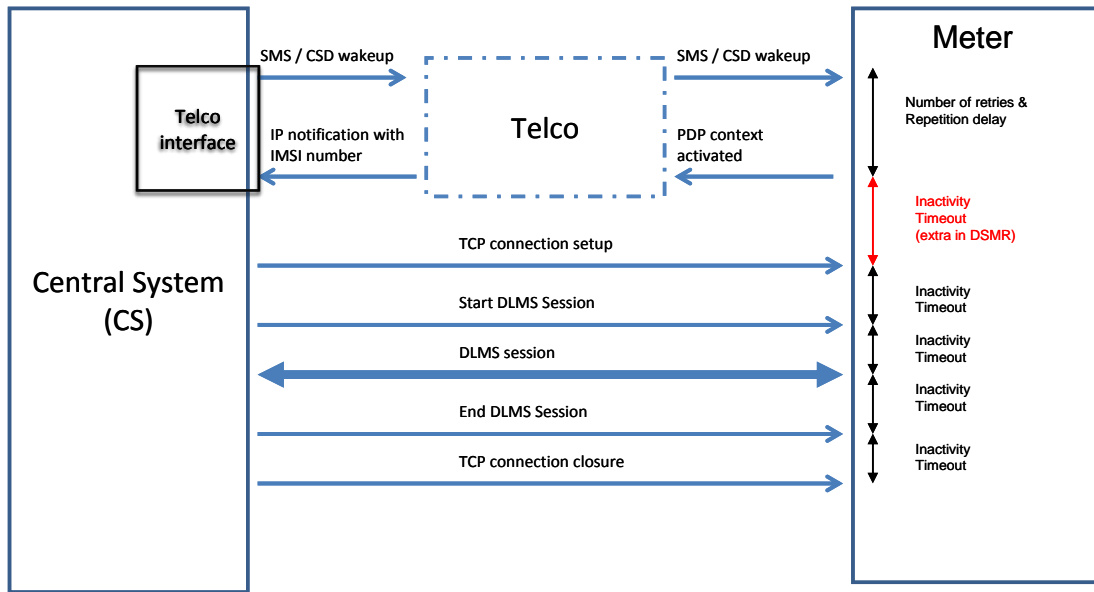 Meter
SMS / CSD wakeup
SMS / CSD wakeup
Telco
interface
Telco
Number of retries &
Repetition delay
IP notification with
IMSI number
PDP context
activated
Inactivity
Timeout
(extra in DSMR)
TCP connection setup
Central System
(CS)
Start DLMS Session
Inactivity
Timeout
DLMS session
Inactivity
Timeout
End DLMS Session
Inactivity
Timeout
TCP connection closure
Inactivity
Timeout